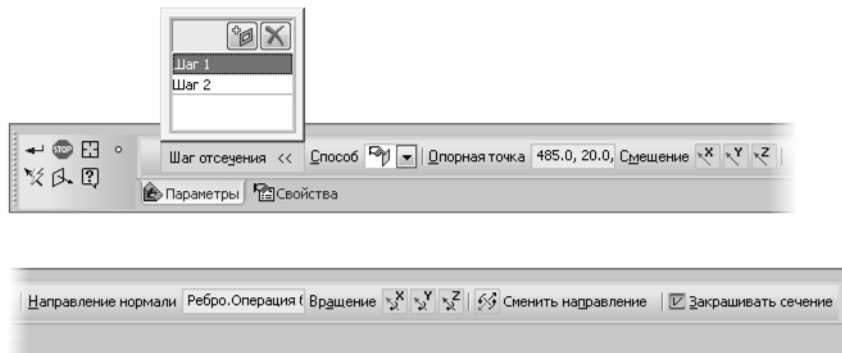 Шаг 1
Шаг 2
STOP
Шаг отсечения << Способ Опорная точка 485.0, 20.0, Смещение X Y Z
Параметры Свойства
Направление нормали Ребро.Операция Вращение X Y Z Сменить направление Закрашивать сечение